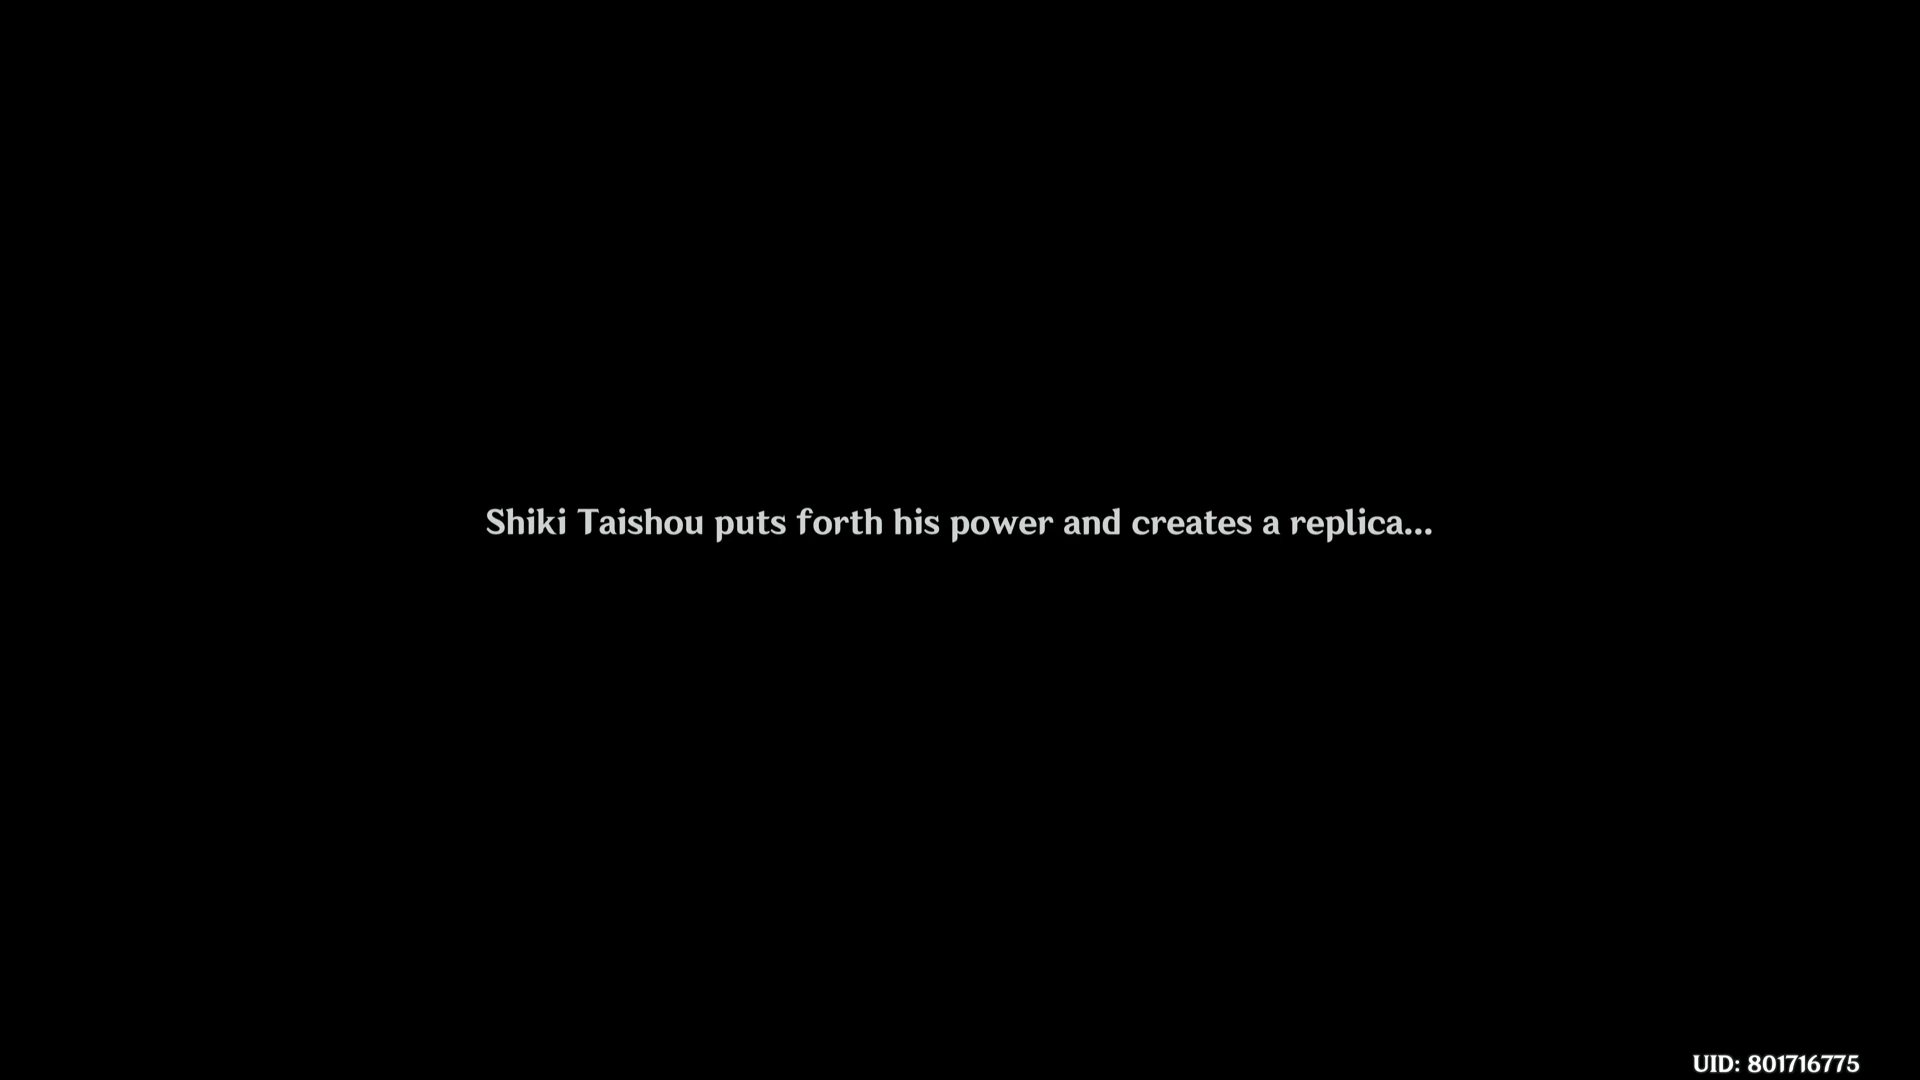 Shiki Taishou puts forth his power and creates a replica...
UID: 801716775